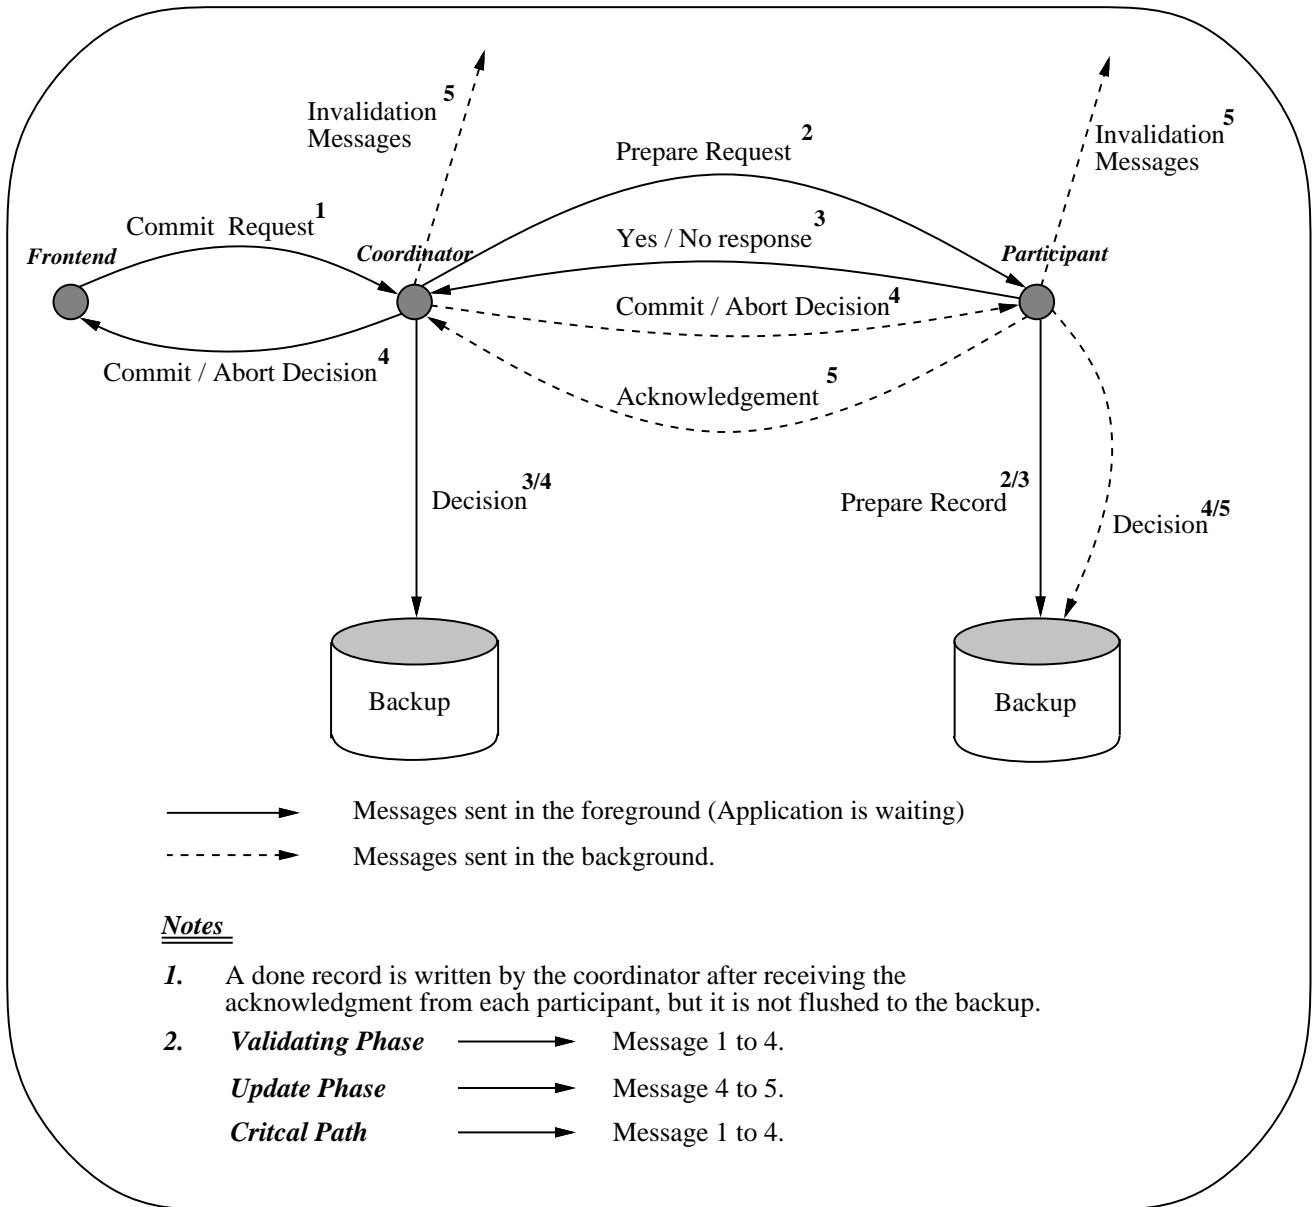 Invalidation 5
Messages
Prepare Request 2
Invalidation 5
Messages
Commit Request 1
Yes / No response 3
Frontend
Coordinator
Participant
Commit / Abort Decision 4
Commit / Abort Decision 4
Acknowledgement 5
Decision 3/4
Prepare Record 2/3
Decision 4/5
Backup
Backup
Messages sent in the foreground (Application is waiting)
Messages sent in the background.
Notes
1. A done record is written by the coordinator after receiving the
acknowledgment from each participant, but it is not flushed to the backup.
2. Validating Phase Message 1 to 4.
Update Phase Message 4 to 5.
Critcal Path Message 1 to 4.